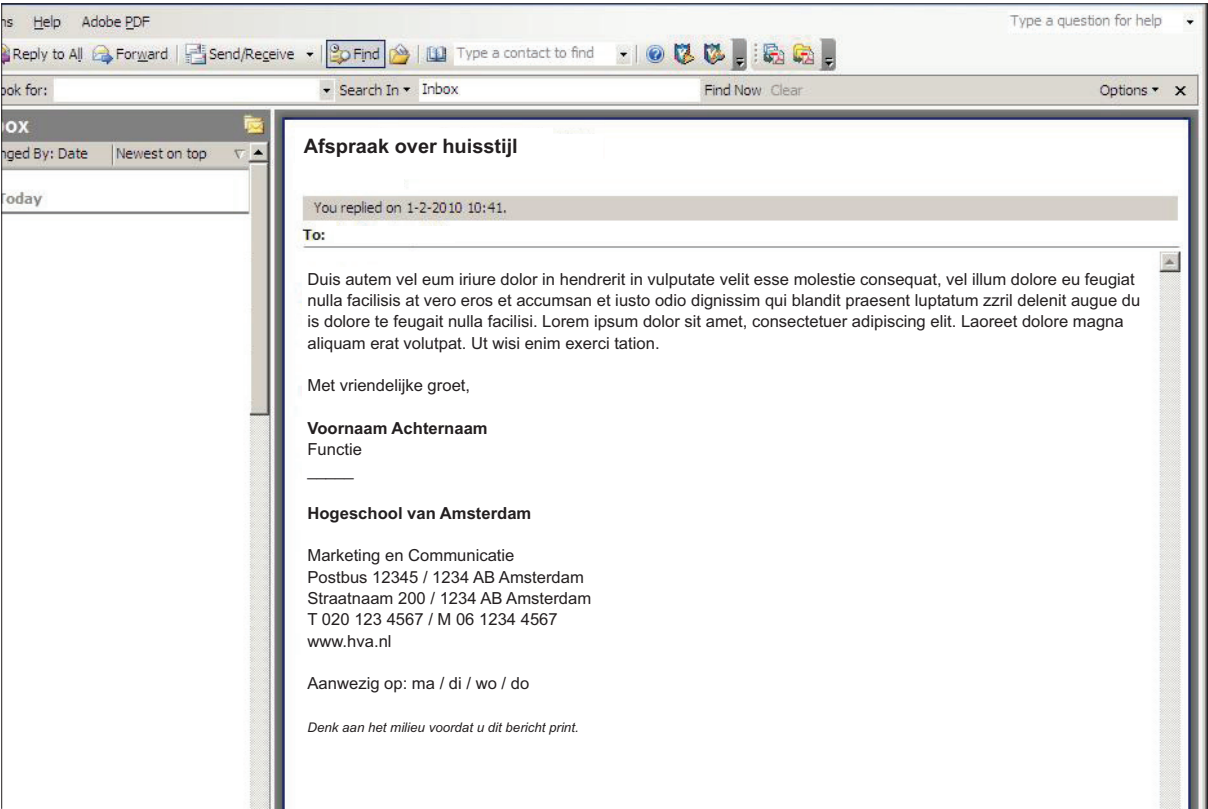 Help Adobe PDF Type a question for help
Reply to All Forward Send/Receive Find Type a contact to find
for: Search In Inbox Find Now Clear Options
By: Date Newest on top
Today
Afspraak over huisstijl
You replied on 1-2-2010 10:41.
To:
Duis autem vel eum iriure dolor in hendrerit in vulputate velit esse molestie consequat, vel illum dolore eu feugiat
nulla facilisis at vero eros et accumsan et iusto odio dignissim qui blandit praesent luptatum zzril delenit augue du
is dolore te feugait nulla facilisi. Lorem ipsum dolor sit amet, consectetuer adipiscing elit. Laoreet dolore magna
aliquam erat volutpat. Ut wisi enim exerci tation.
Met vriendelijke groet,
Voornaam Achternaam
Functie
_____
Hogeschool van Amsterdam
Marketing en Communicatie
Postbus 12345 / 1234 AB Amsterdam
Straatnaam 200 / 1234 AB Amsterdam
T 020 123 4567 / M 06 1234 4567
www.hva.nl
Aanwezig op: ma / di / wo / do
Denk aan het milieu voordat u dit bericht print.